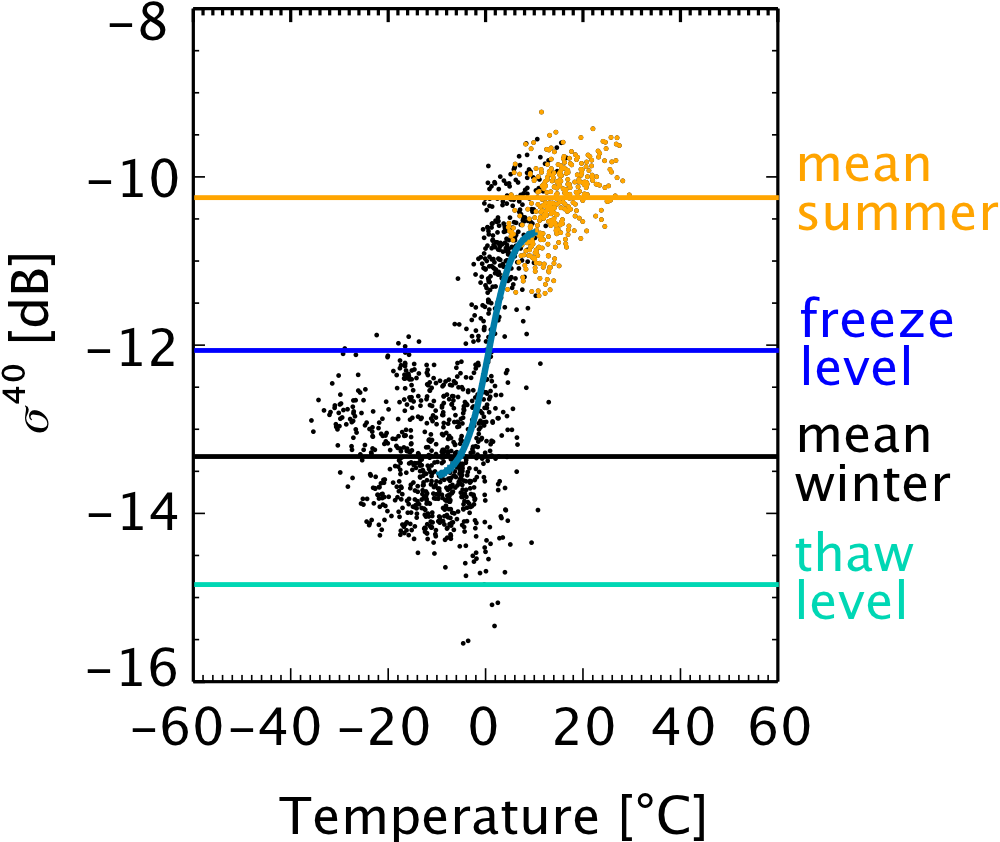 −8
−10
−12
−14
−16
σ⁴⁰ [dB]
mean
summer
freeze
level
mean
winter
thaw
level
−60 −40 −20 0 20 40 60
Temperature [°C]